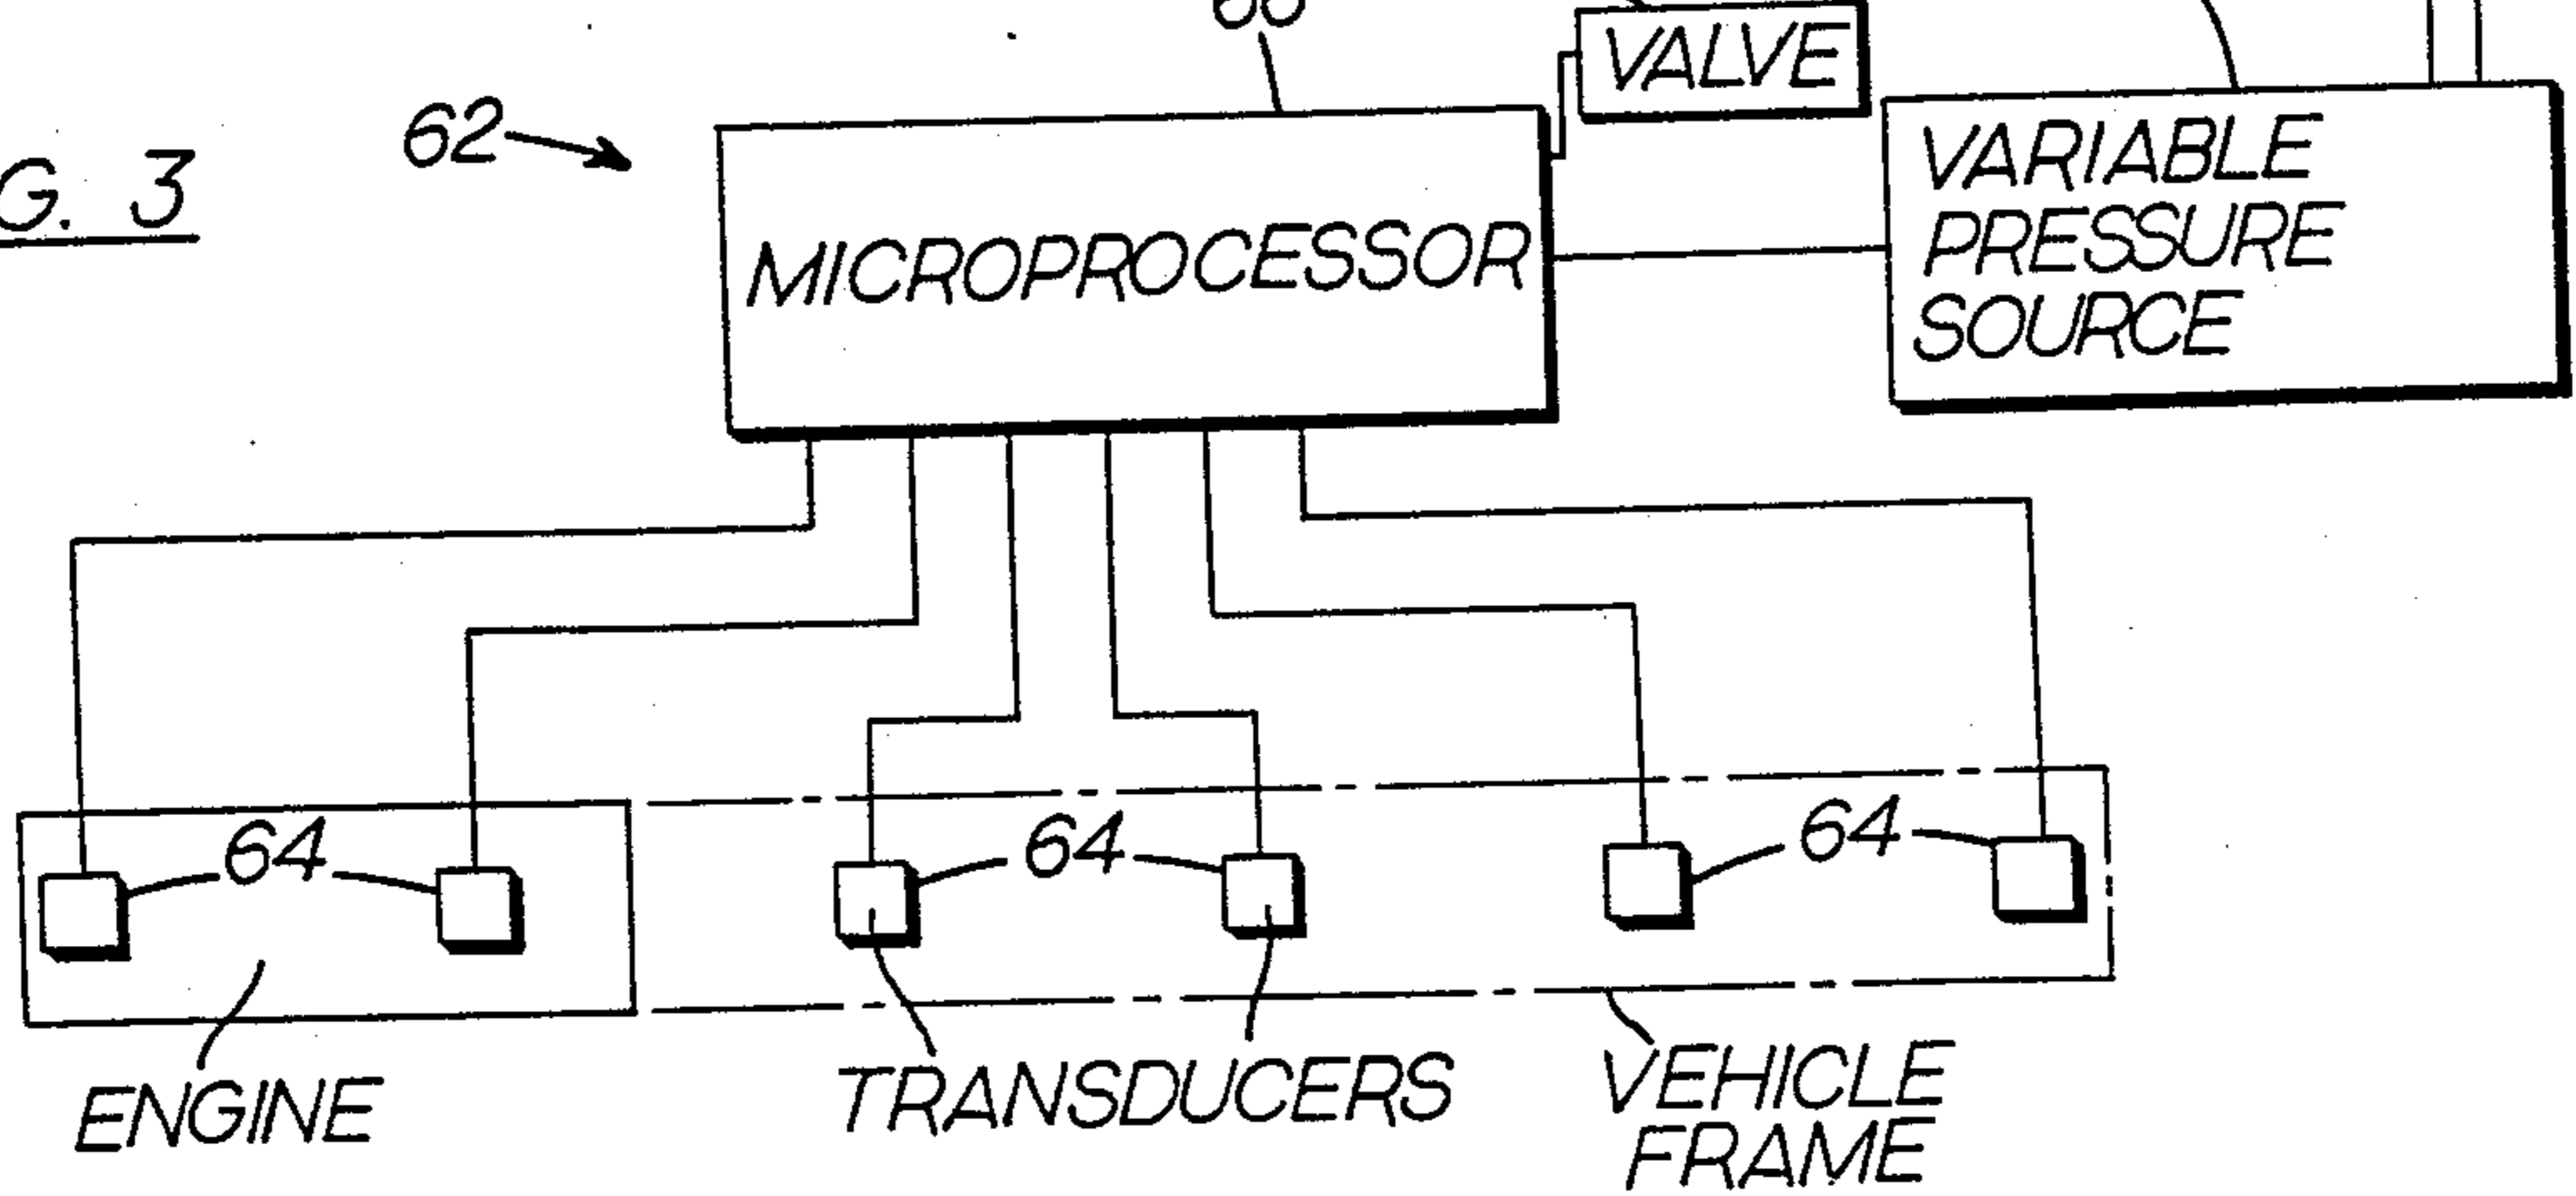 G. 3
62
VALVE
MICROPROCESSOR
VARIABLE
PRESSURE
SOURCE
64
64
64
ENGINE
TRANSDUCERS
VEHICLE
FRAME